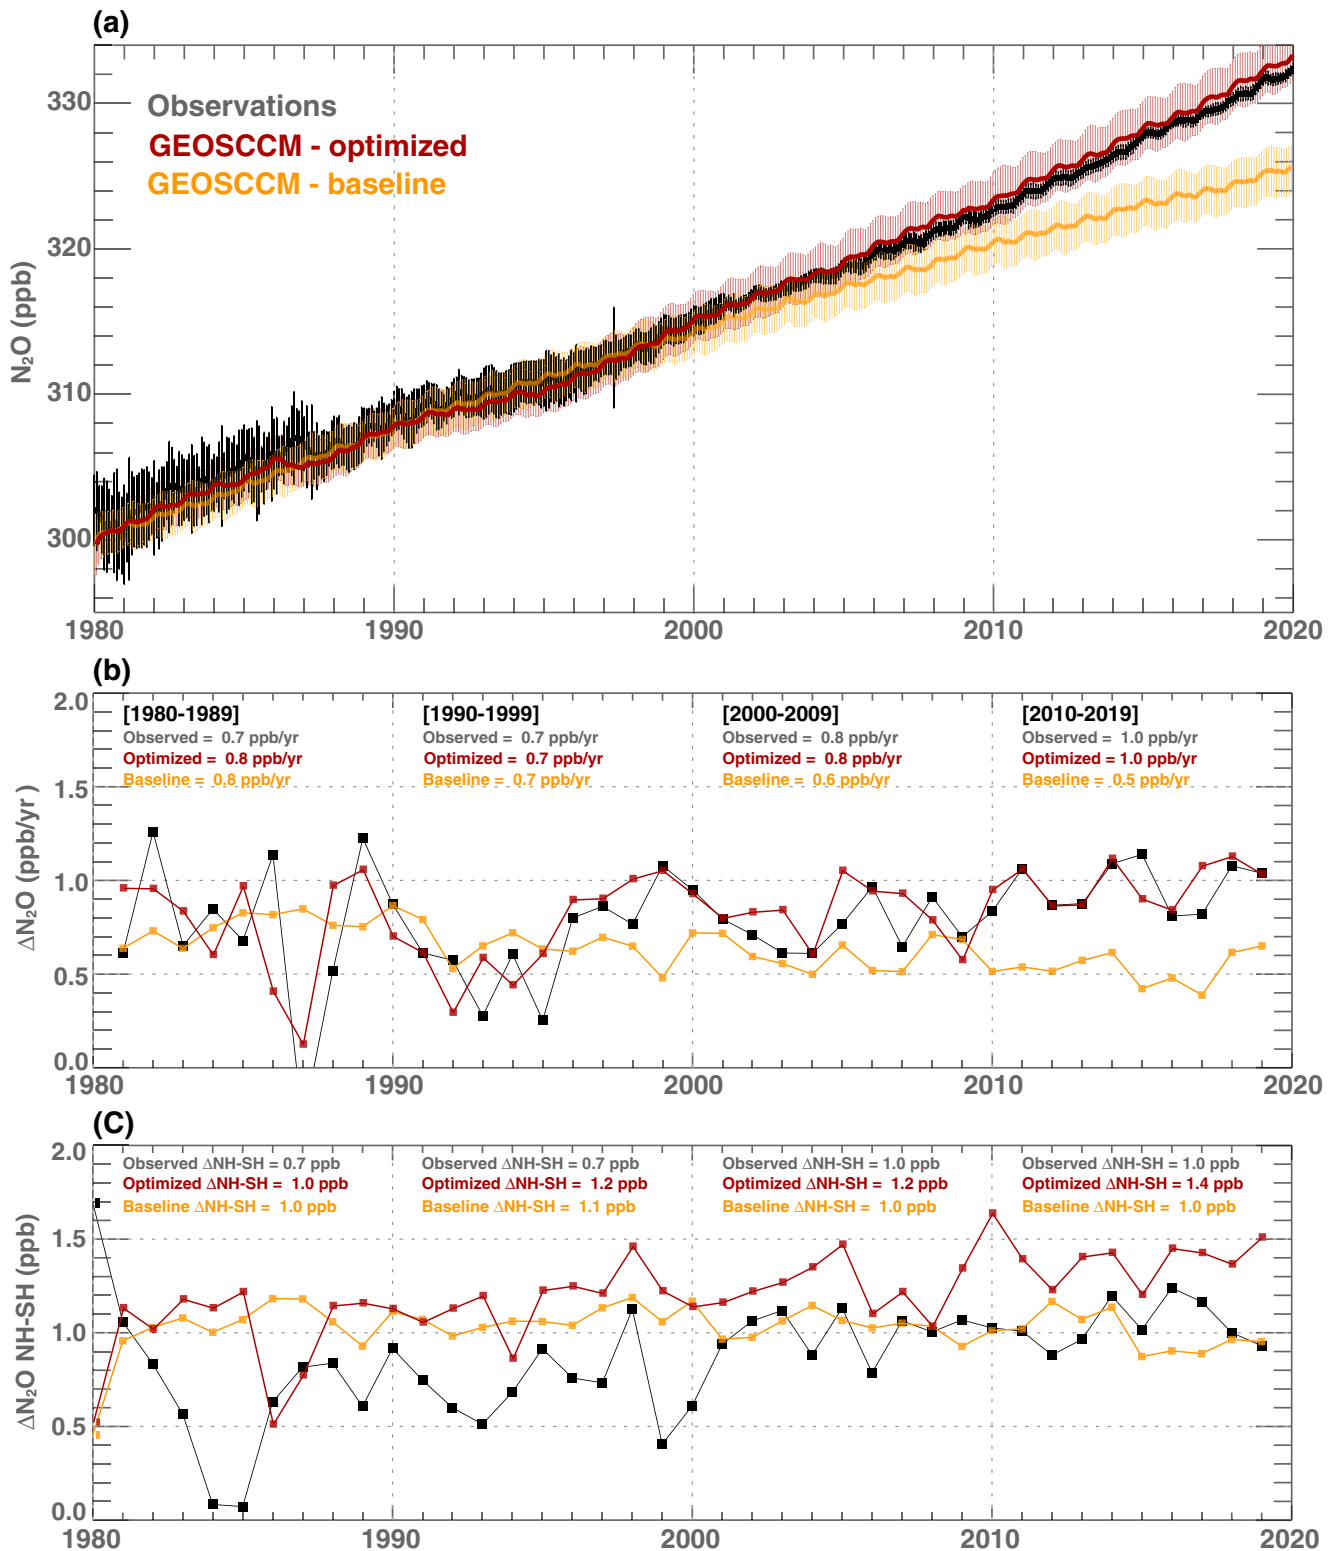 (a)
330
320
310
300
N₂O (ppb)
Observations
GEOSCCM - optimized
GEOSCCM - baseline
1980 1990 2000 2010 2020
(b)
2.0
1.5
1.0
0.5
0.0
ΔN₂O (ppb/yr )
[1980-1989]
Observed = 0.7 ppb/yr
Optimized = 0.8 ppb/yr
Baseline = 0.8 ppb/yr
[1990-1999]
Observed = 0.7 ppb/yr
Optimized = 0.7 ppb/yr
Baseline = 0.7 ppb/yr
[2000-2009]
Observed = 0.8 ppb/yr
Optimized = 0.8 ppb/yr
Baseline = 0.6 ppb/yr
[2010-2019]
Observed = 1.0 ppb/yr
Optimized = 1.0 ppb/yr
Baseline = 0.5 ppb/yr
1980 1990 2000 2010 2020
(C)
2.0
1.5
1.0
0.5
0.0
ΔN₂O NH-SH (ppb)
Observed ΔNH-SH = 0.7 ppb
Optimized ΔNH-SH = 1.0 ppb
Baseline ΔNH-SH = 1.0 ppb
Observed ΔNH-SH = 0.7 ppb
Optimized ΔNH-SH = 1.2 ppb
Baseline ΔNH-SH = 1.1 ppb
Observed ΔNH-SH = 1.0 ppb
Optimized ΔNH-SH = 1.2 ppb
Baseline ΔNH-SH = 1.0 ppb
Observed ΔNH-SH = 1.0 ppb
Optimized ΔNH-SH = 1.4 ppb
Baseline ΔNH-SH = 1.0 ppb
1980 1990 2000 2010 2020